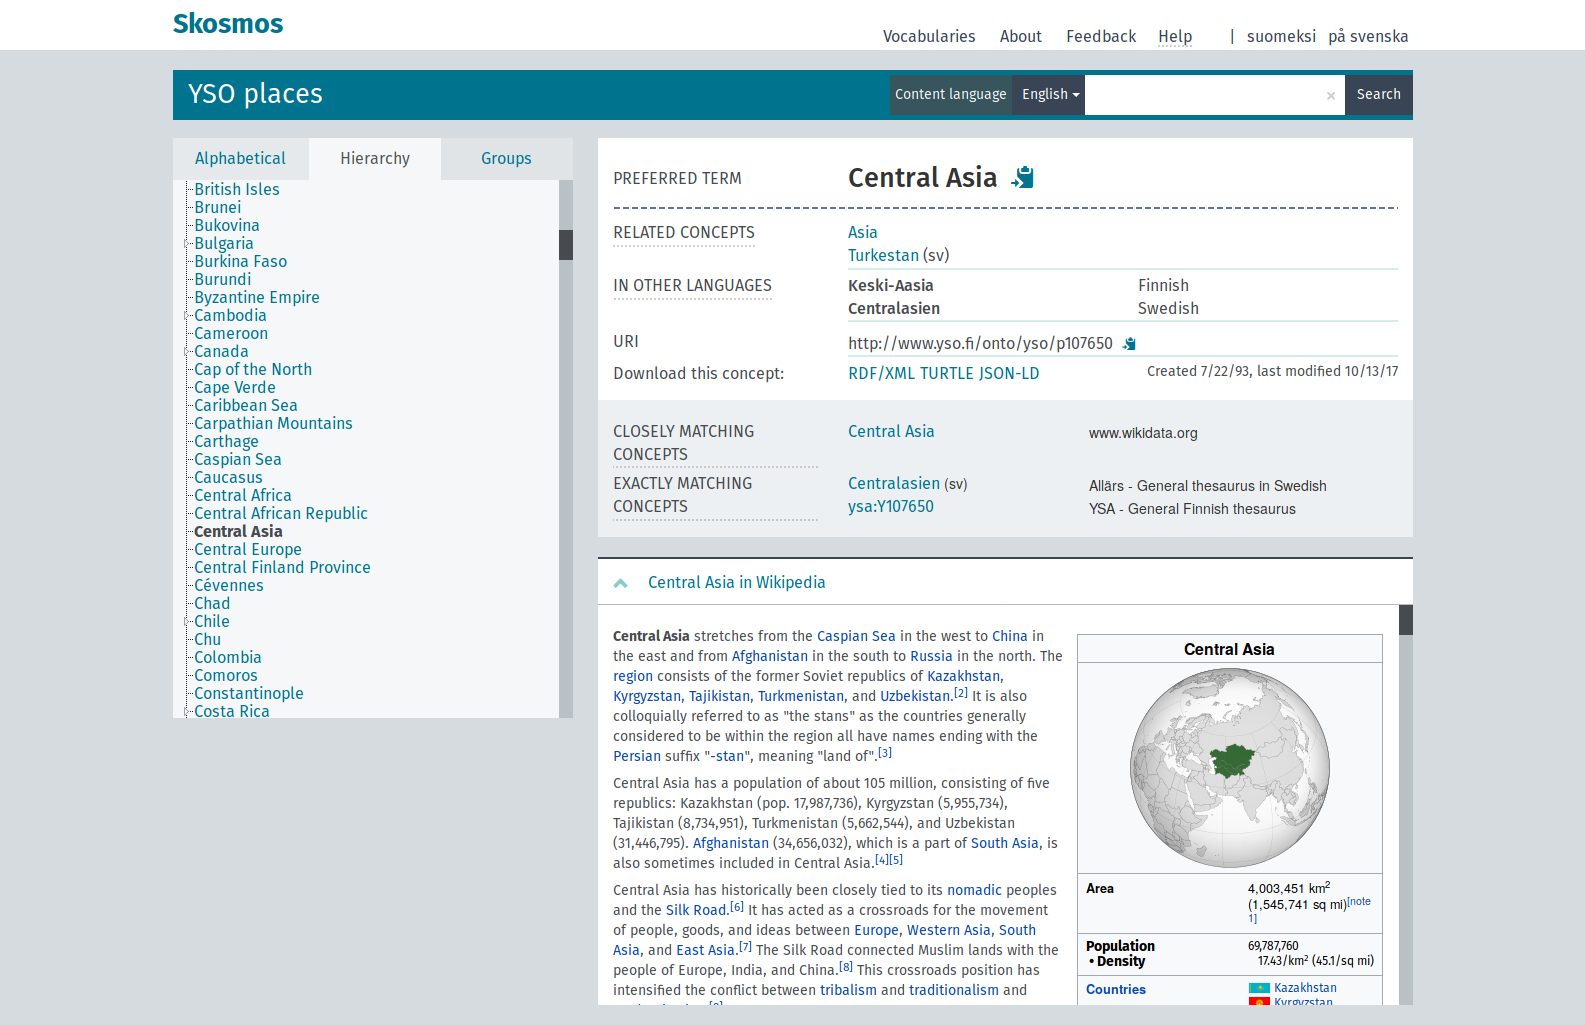 Skosmos
Vocabularies About Feedback Help | suomeksi på svenska
YSO places
Content language English × Search
Alphabetical Hierarchy Groups
British Isles
Brunei
Bukovina
Bulgaria
Burkina Faso
Burundi
Byzantine Empire
Cambodia
Cameroon
Canada
Cap of the North
Cape Verde
Caribbean Sea
Carpathian Mountains
Carthage
Caspian Sea
Caucasus
Central Africa
Central African Republic
Central Asia
Central Europe
Central Finland Province
Cévennes
Chad
Chile
Chu
Colombia
Comoros
Constantinople
Costa Rica
PREFERRED TERM Central Asia
RELATED CONCEPTS Asia
Turkestan (sv)
IN OTHER LANGUAGES Keski-Aasia Finnish
Centralasien Swedish
URI http://www.yso.fi/onto/yso/p107650
Download this concept: RDF/XML TURTLE JSON-LD Created 7/22/93, last modified 10/13/17
CLOSELY MATCHING CONCEPTS Central Asia www.wikidata.org
EXACTLY MATCHING CONCEPTS Centralasien (sv) Allärs - General thesaurus in Swedish
ysa:Y107650 YSA - General Finnish thesaurus
Central Asia in Wikipedia
Central Asia stretches from the Caspian Sea in the west to China in
the east and from Afghanistan in the south to Russia in the north. The
region consists of the former Soviet republics of Kazakhstan,
Kyrgyzstan, Tajikistan, Turkmenistan, and Uzbekistan.[2] It is also
colloquially referred to as "the stans" as the countries generally
considered to be within the region all have names ending with the
Persian suffix "-stan", meaning "land of".[3]
Central Asia has a population of about 105 million, consisting of five
republics: Kazakhstan (pop. 17,987,736), Kyrgyzstan (5,955,734),
Tajikistan (8,734,951), Turkmenistan (5,662,544), and Uzbekistan
(31,446,795). Afghanistan (34,656,032), which is a part of South Asia, is
also sometimes included in Central Asia.[4][5]
Central Asia has historically been closely tied to its nomadic peoples
and the Silk Road.[6] It has acted as a crossroads for the movement
of people, goods, and ideas between Europe, Western Asia, South
Asia, and East Asia.[7] The Silk Road connected Muslim lands with the
people of Europe, India, and China.[8] This crossroads position has
intensified the conflict between tribalism and traditionalism and
Central Asia
Area 4,003,451 km2
(1,545,741 sq mi)[note
1]
Population 69,787,760
• Density 17.43/km2 (45.1/sq mi)
Countries Kazakhstan
Kyrgyzstan